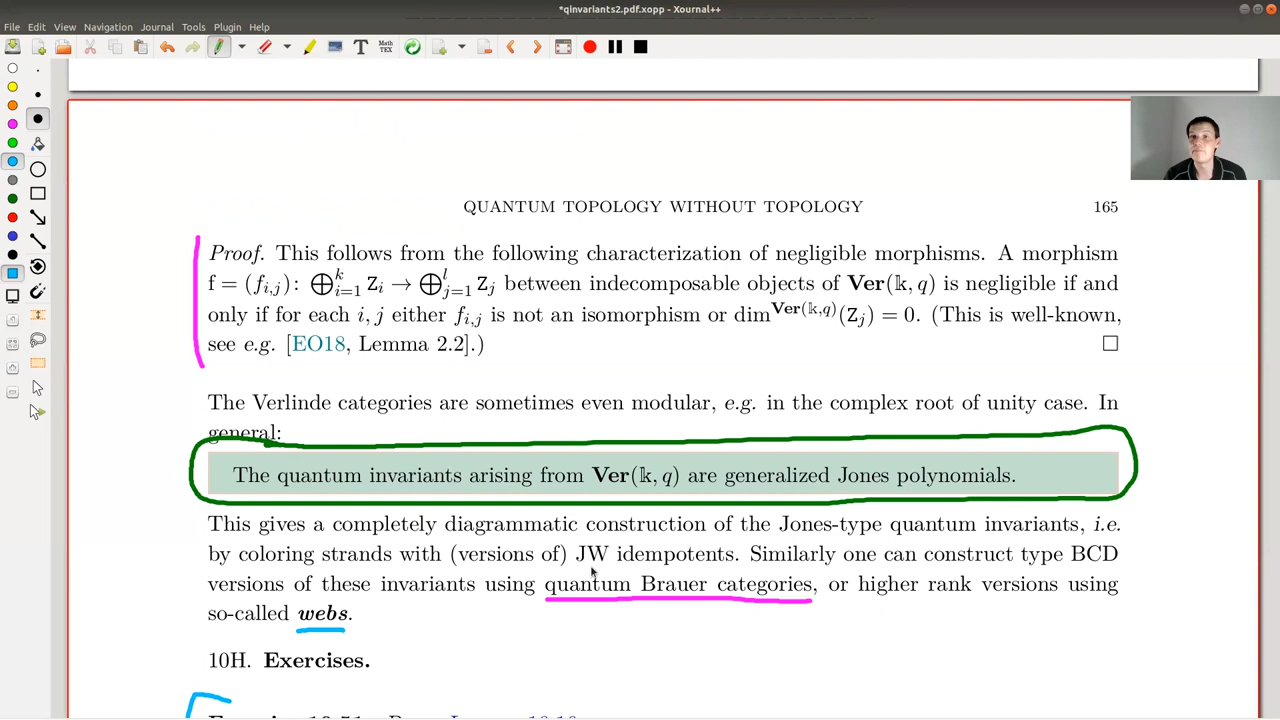 *qinvariants2.pdf.xopp - Xournal++
File Edit View Navigation Journal Tools Plugin Help
Math
TEX
QUANTUM TOPOLOGY WITHOUT TOPOLOGY 165
Proof. This follows from the following characterization of negligible morphisms. A morphism
f = (f_{i,j}): ⊕_{i=1}^{k} Z_i → ⊕_{j=1}^{l} Z_j between indecomposable objects of Ver(𝕜, q) is negligible if and
only if for each i, j either f_{i,j} is not an isomorphism or dim^{Ver(𝕜,q)}(Z_j) = 0. (This is well-known,
see e.g. [EO18, Lemma 2.2].) □
The Verlinde categories are sometimes even modular, e.g. in the complex root of unity case. In
general:
The quantum invariants arising from Ver(𝕜, q) are generalized Jones polynomials.
This gives a completely diagrammatic construction of the Jones-type quantum invariants, i.e.
by coloring strands with (versions of) JW idempotents. Similarly one can construct type BCD
versions of these invariants using quantum Brauer categories, or higher rank versions using
so-called webs.
10H. Exercises.